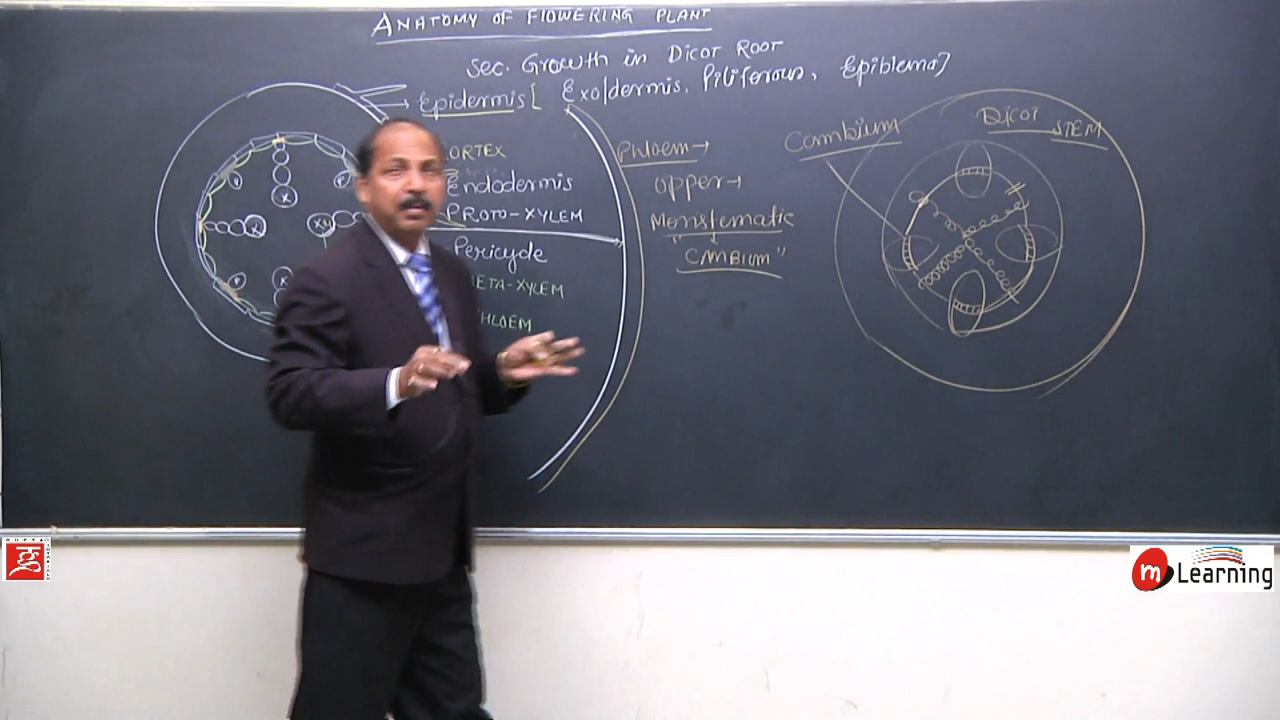 ANATOMY OF FLOWERING PLANT
Sec. Growth in Dicot Root
Epidermis [ Exo/dermis, Piliferous, Epiblema]
ORTEX
Endodermis
PROTO-XYLEM
Pericycle
ETA-XYLEM
HLOEM
Phloem →
upper →
Meristematic
"CAMBIUM"
Cambium
Dicot STEM
P
X
P
X
X
P
X
m Learning